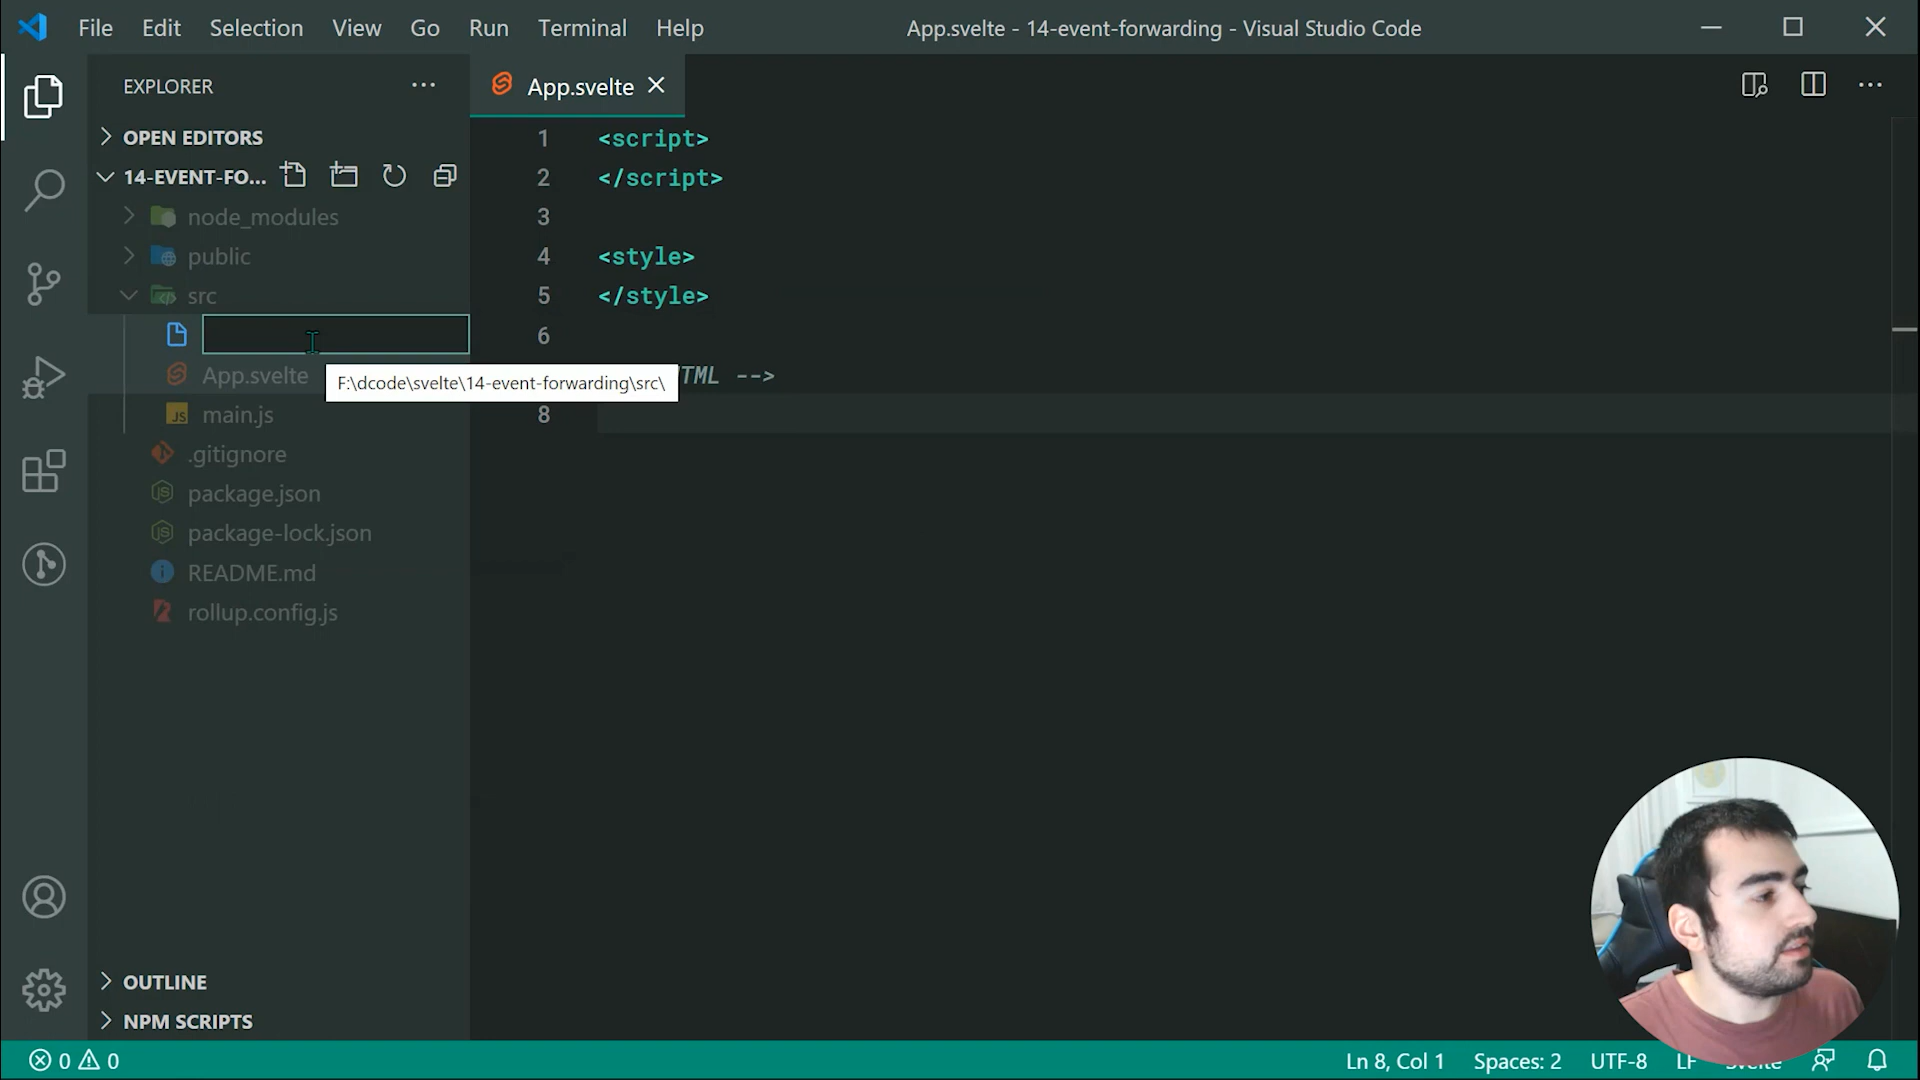 File Edit Selection View Go Run Terminal Help App.svelte - 14-event-forwarding - Visual Studio Code
EXPLORER
App.svelte
OPEN EDITORS
14-EVENT-FO...
node_modules
public
src
App.svelte
main.js
.gitignore
package.json
package-lock.json
README.md
rollup.config.js
F:\dcode\svelte\14-event-forwarding\src\
1 <script>
2 </script>
3
4 <style>
5 </style>
6
TML -->
8
OUTLINE
NPM SCRIPTS
0 0 Ln 8, Col 1 Spaces: 2 UTF-8 LF Svelte